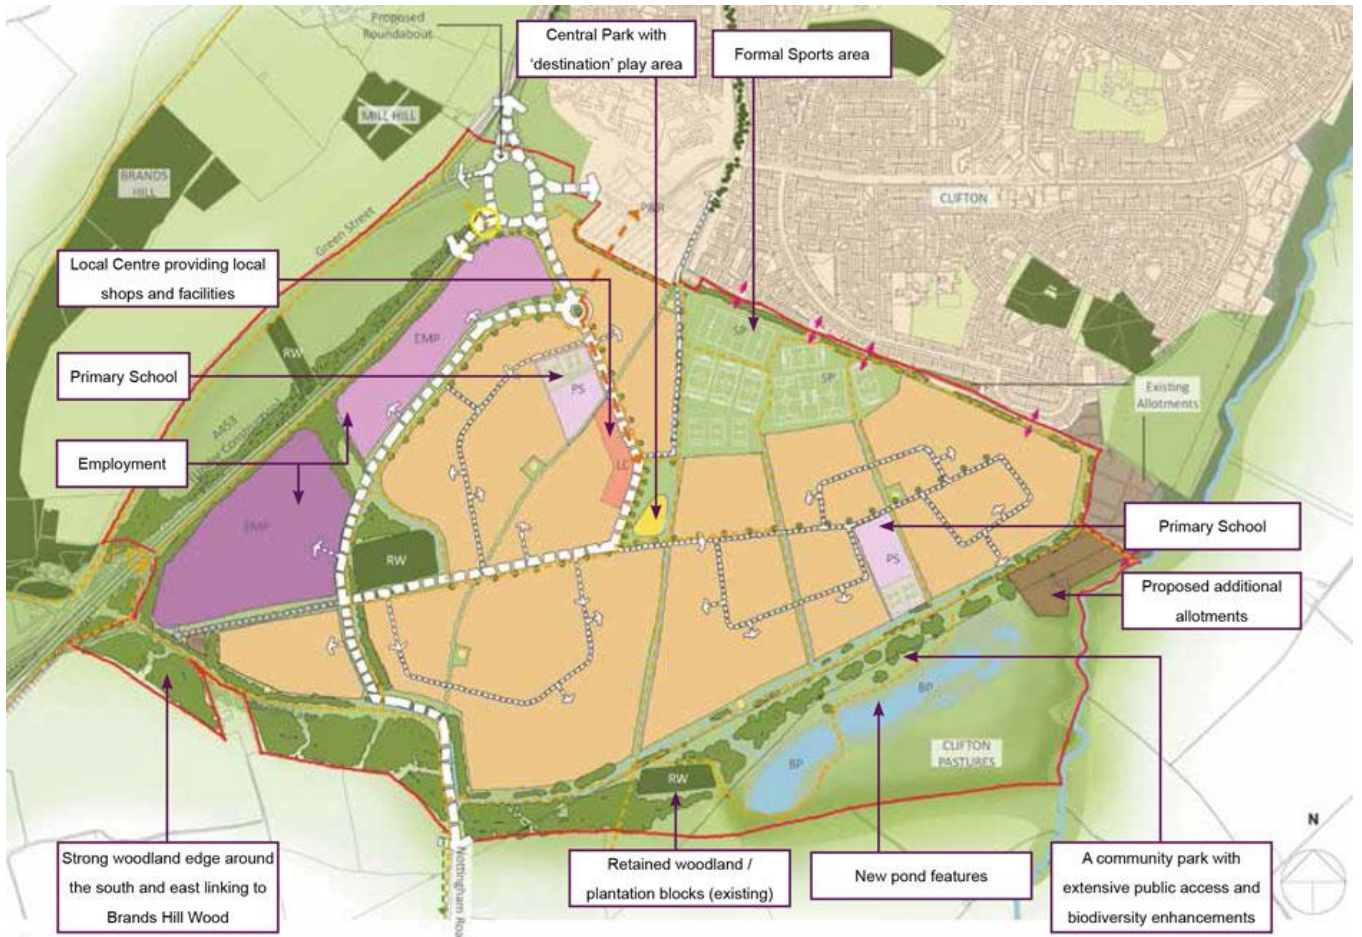 Proposed
Roundabout
Central Park with
‘destination’ play area
Formal Sports area
MILL HILL
BRANDS
HILL
CLIFTON
P&R
Green Street
Local Centre providing local
shops and facilities
EMP
SP
RW
SP
Primary School
PS
Existing
Allotments
A453
LC
Employment
EMP
Primary School
RW
PS
Proposed additional
allotments
BP
CLIFTON
PASTURES
BP
RW
N
Nottingham Road
Strong woodland edge around
the south and east linking to
Brands Hill Wood
Retained woodland /
plantation blocks (existing)
New pond features
A community park with
extensive public access and
biodiversity enhancements